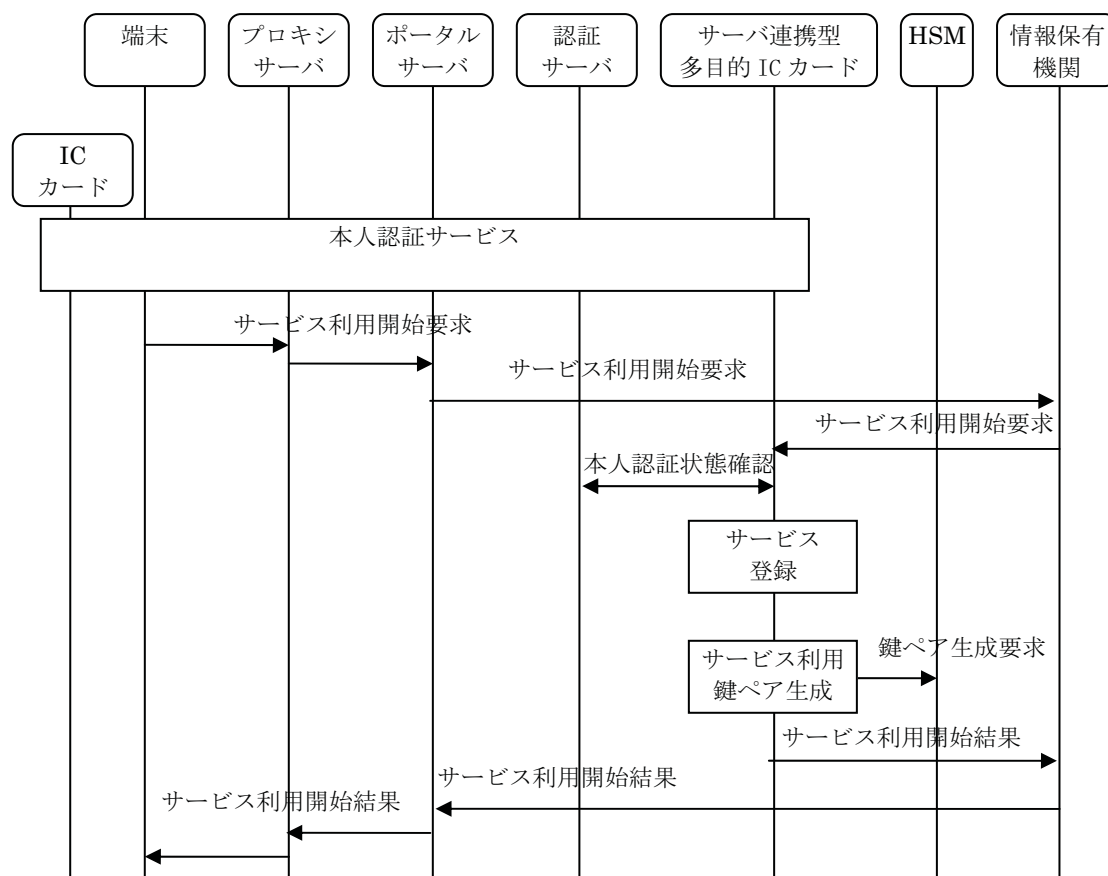 端末
プロキシ
サーバ
ポータル
サーバ
認証
サーバ
サーバ連携型
多目的 IC カード
HSM
情報保有
機関
IC
カード
本人認証サービス
サービス利用開始要求
サービス利用開始要求
サービス利用開始要求
本人認証状態確認
サービス
登録
鍵ペア生成要求
サービス利用
鍵ペア生成
サービス利用開始結果
サービス利用開始結果
サービス利用開始結果